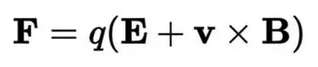 𝐅 = q(𝐄 + 𝐯 × 𝐁)